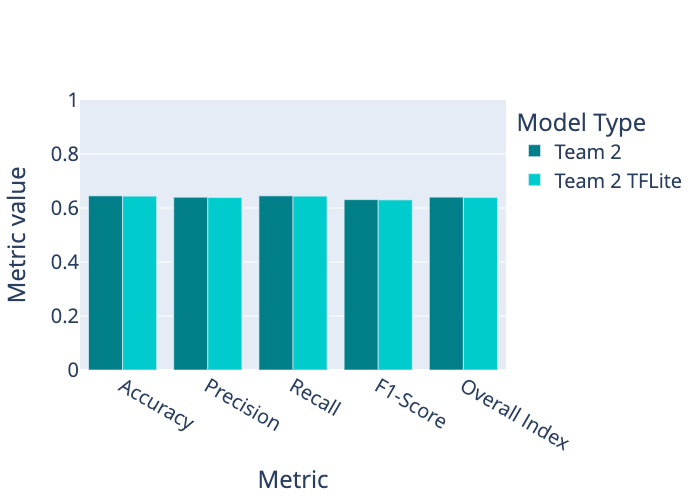 Model Type
Team 2
Team 2 TFLite
Metric value
1
0.8
0.6
0.4
0.2
0
Accuracy
Precision
Recall
F1-Score
Overall Index
Metric